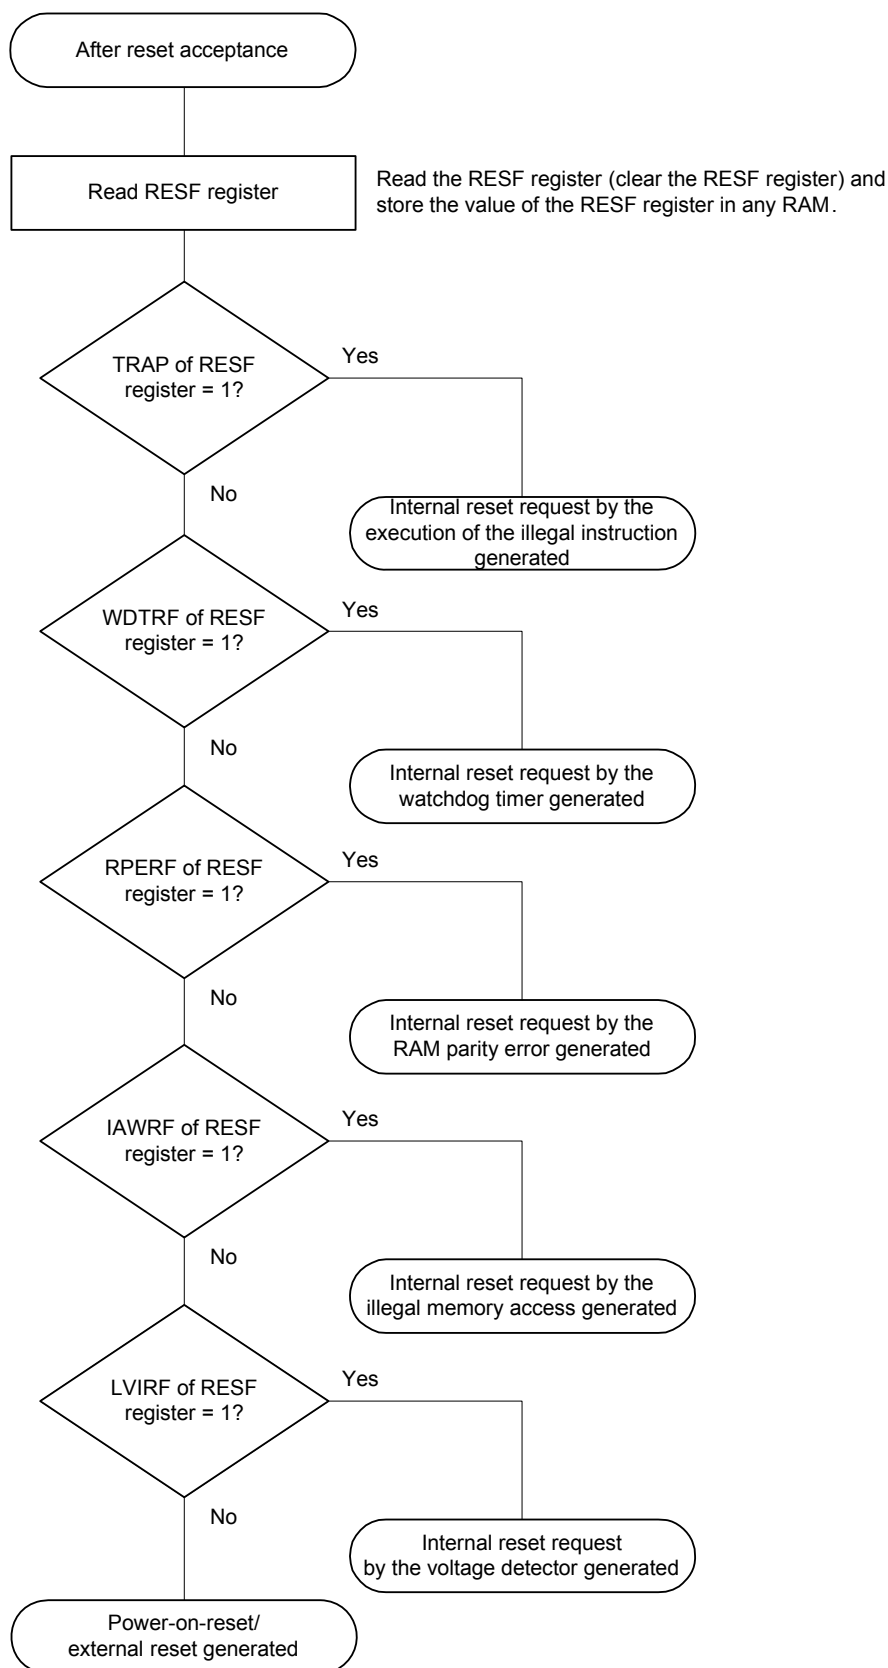 After reset acceptance
Read RESF register
Read the RESF register (clear the RESF register) and
store the value of the RESF register in any RAM.
TRAP of RESF
register = 1?
Yes
No
Internal reset request by the
execution of the illegal instruction
generated
WDTRF of RESF
register = 1?
Yes
No
Internal reset request by the
watchdog timer generated
RPERF of RESF
register = 1?
Yes
No
Internal reset request by the
RAM parity error generated
IAWRF of RESF
register = 1?
Yes
No
Internal reset request by the
illegal memory access generated
LVIRF of RESF
register = 1?
Yes
No
Internal reset request
by the voltage detector generated
Power-on-reset/
external reset generated